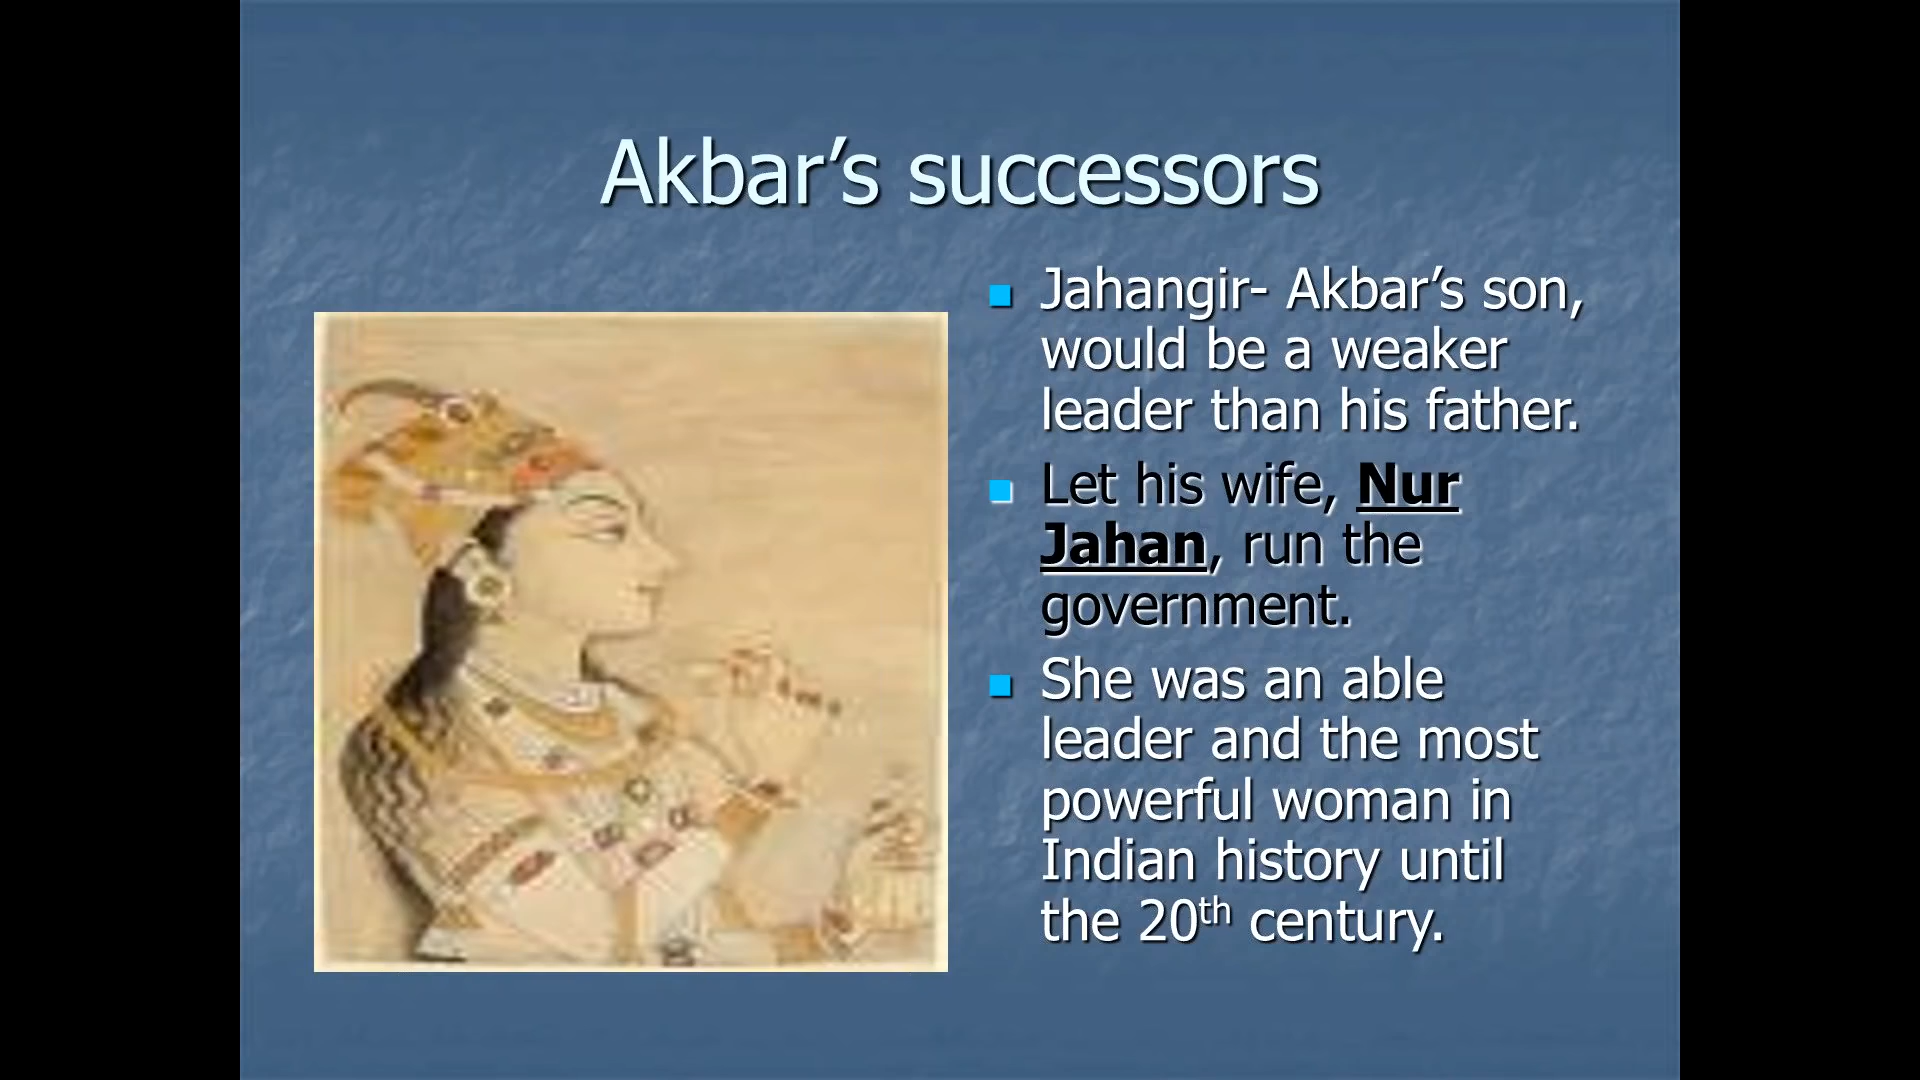 Akbar’s successors
Jahangir- Akbar’s son,
would be a weaker
leader than his father.
Let his wife, Nur
Jahan, run the
government.
She was an able
leader and the most
powerful woman in
Indian history until
the 20th century.